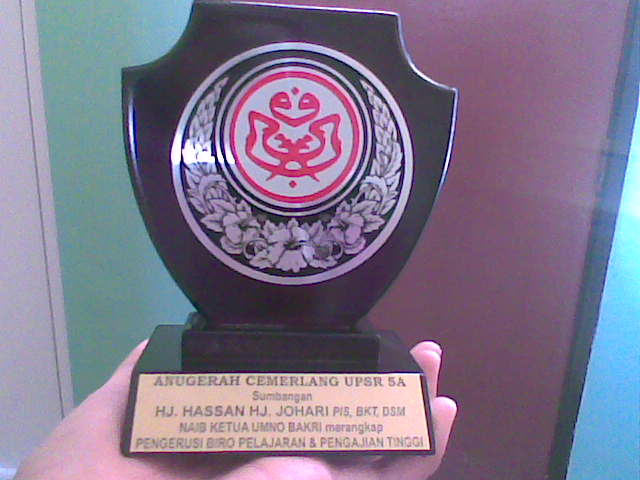 ANUGERAH CEMERLANG UPSR 5A
Sumbangan
HJ. HASSAN HJ. JOHARI PIS, BKT, DSM
NAIB KETUA UMNO BAKRI merangkap
PENGERUSI BIRO PELAJARAN & PENGAJIAN TINGGI